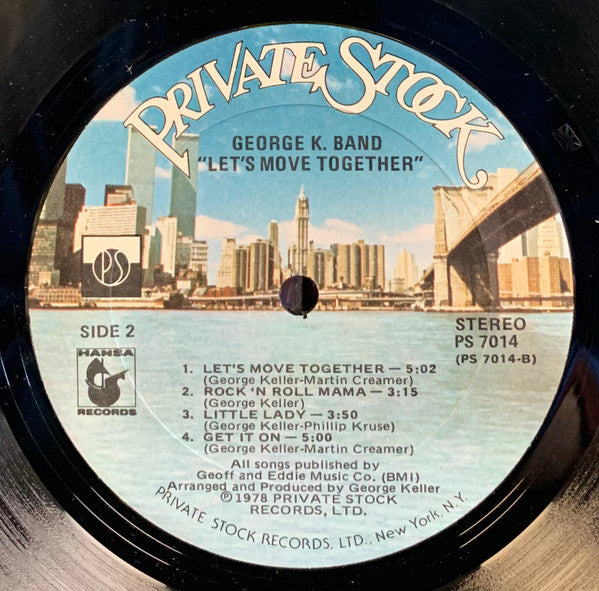 PRIVATE STOCK
GEORGE K. BAND
"LET'S MOVE TOGETHER"
PS
SIDE 2
HANSA
RECORDS
STEREO
PS 7014
(PS 7014-B)
1. LET'S MOVE TOGETHER — 5:02
(George Keller-Martin Creamer)
2. ROCK 'N ROLL MAMA — 3:15
(George Keller)
3. LITTLE LADY — 3:50
(George Keller-Phillip Kruse)
4. GET IT ON — 5:00
(George Keller-Martin Creamer)
All songs published by
Geoff and Eddie Music Co. (BMI)
Arranged and Produced by George Keller
℗1978 PRIVATE STOCK
RECORDS, LTD.
PRIVATE STOCK RECORDS, LTD., New York, N.Y.